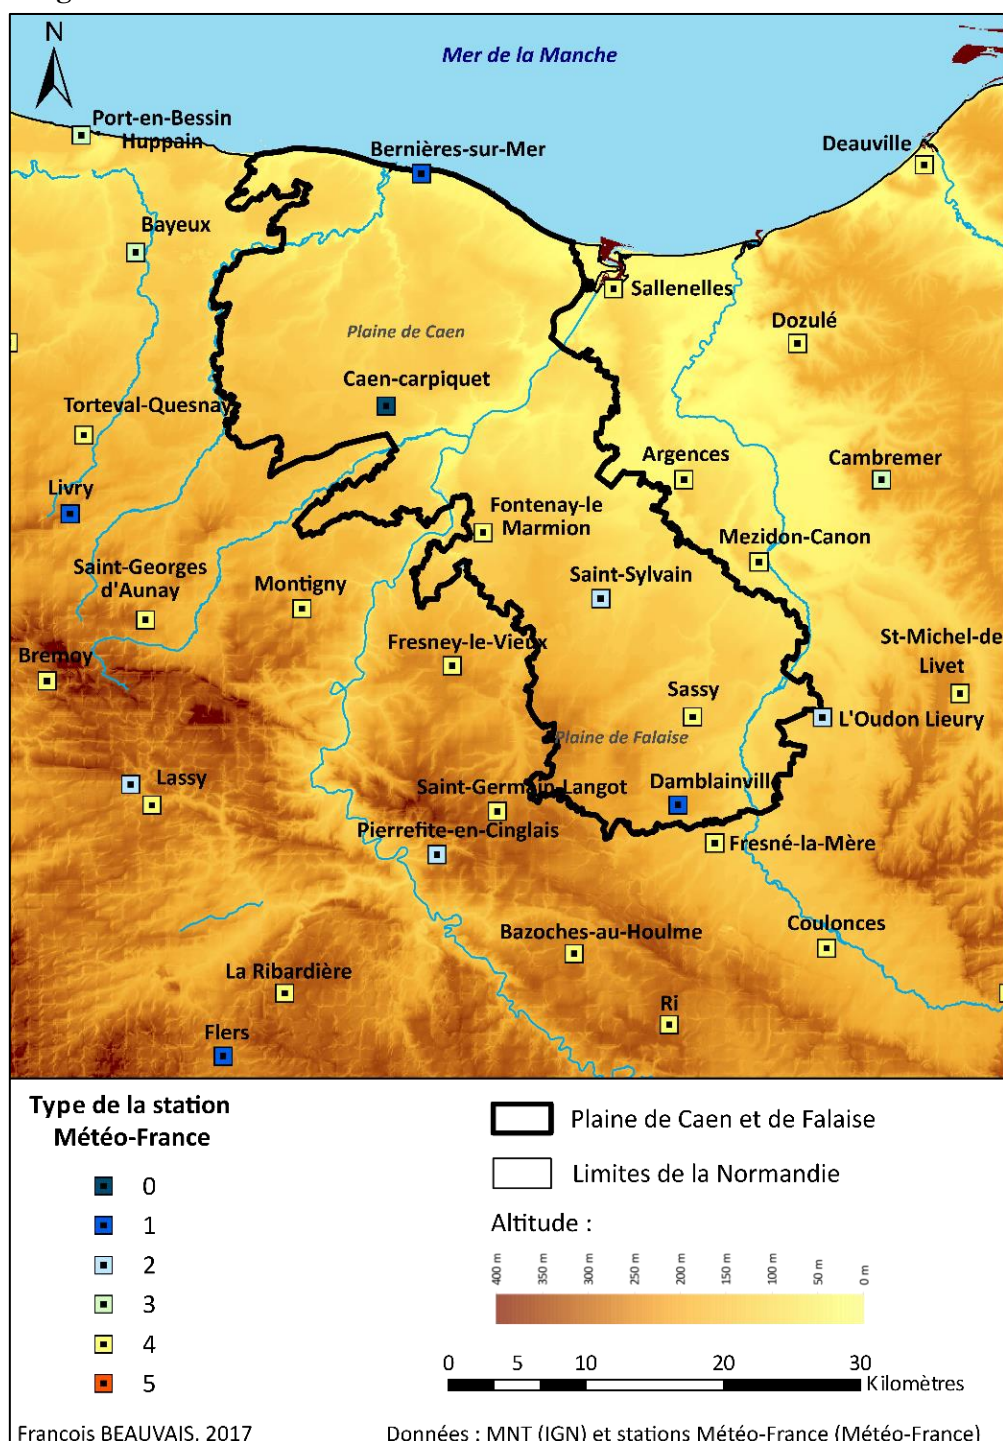 N
Mer de la Manche
Port-en-Bessin
Huppain
Bernières-sur-Mer
Deauville
Bayeux
Sallenelles
Plaine de Caen
Dozulé
Caen-carpiquet
Torteval-Quesnay
Argences
Cambremer
Livry
Fontenay-le
Marmion
Mezidon-Canon
Saint-Georges
d'Aunay
Montigny
Saint-Sylvain
St-Michel-de
Livet
Bremoy
Fresney-le-Vieux
Sassy
L'Oudon Lieury
Plaine de Falaise
Lassy
Saint-Germain-Langot
Damblainville
Pierrefite-en-Cinglais
Fresné-la-Mère
Bazoches-au-Houlme
Coulonces
La Ribardière
Ri
Flers
Type de la station
Météo-France
0
1
2
3
4
5
Plaine de Caen et de Falaise
Limites de la Normandie
Altitude :
400 m
350 m
300 m
250 m
200 m
150 m
100 m
50 m
0 m
0 5 10 20 30
Kilomètres
François BEAUVAIS, 2017
Données : MNT (IGN) et stations Météo-France (Météo-France)